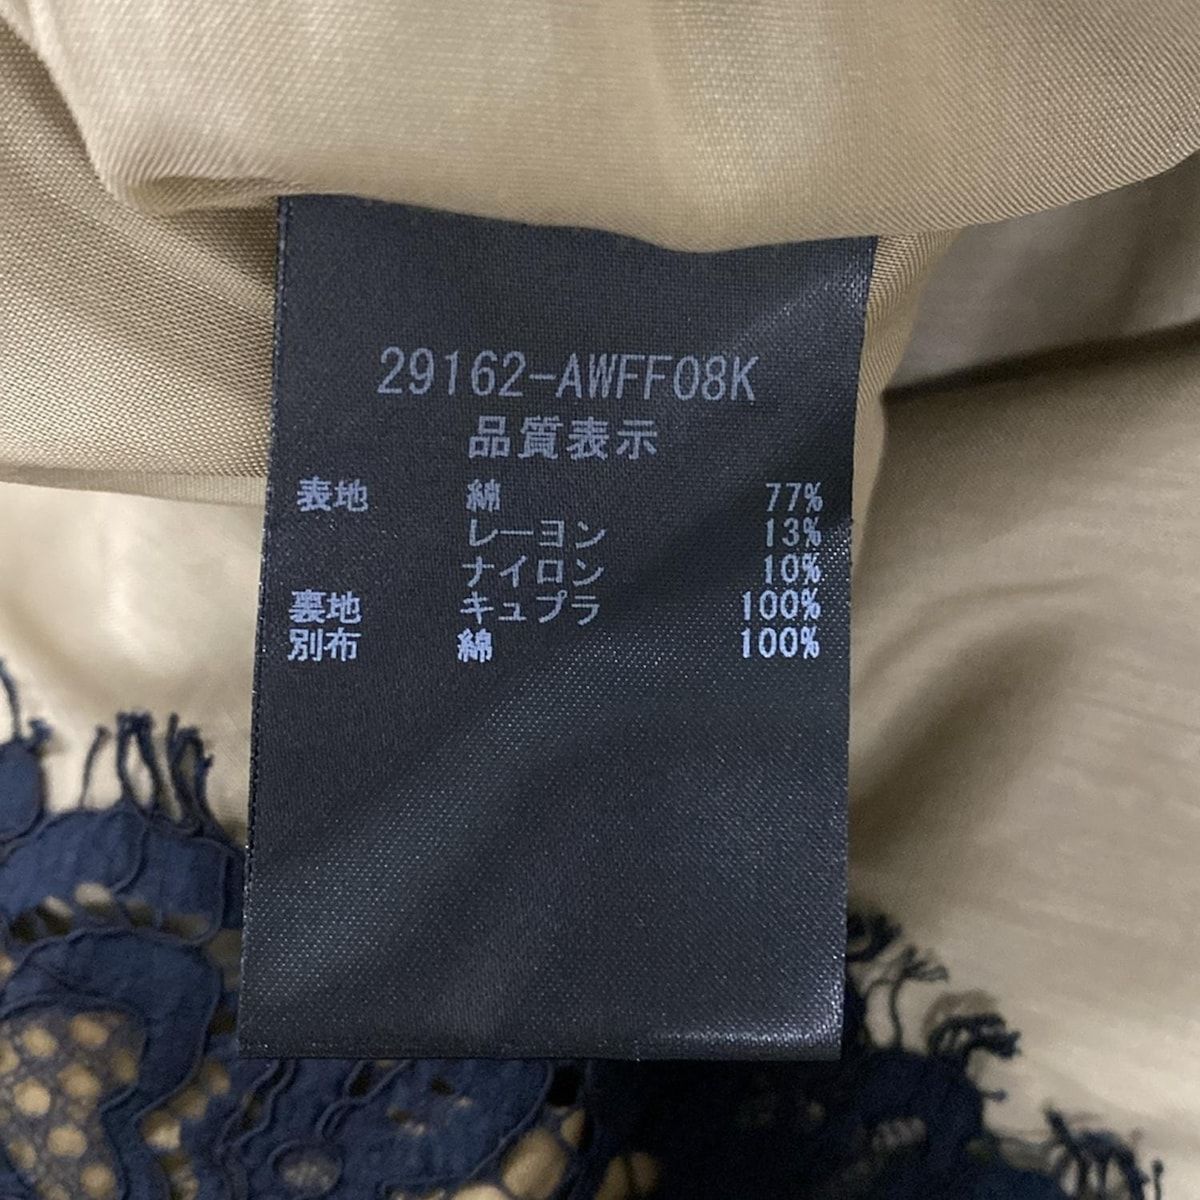 29162-AWFF08K
品質表示
表地 綿 77%
レーヨン 13%
ナイロン 10%
裏地 キュプラ 100%
別布 綿 100%